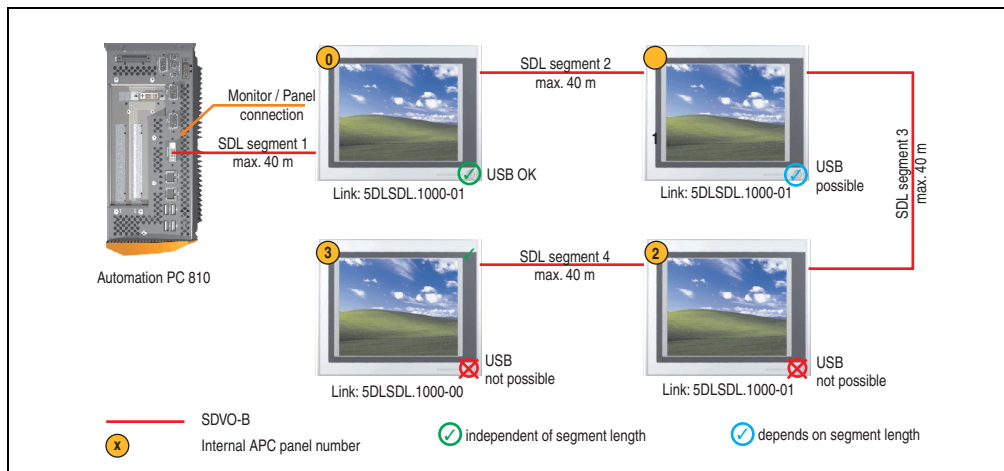 0
SDL segment 2
max. 40 m
Monitor / Panel
connection
SDL segment 1
max. 40 m
1
SDL segment 3
max. 40 m
USB OK
USB
possible
Link: 5DLSDL.1000-01
Link: 5DLSDL.1000-01
3
SDL segment 4
max. 40 m
2
Automation PC 810
USB
not possible
USB
not possible
Link: 5DLSDL.1000-00
Link: 5DLSDL.1000-01
SDVO-B
x
Internal APC panel number
independent of segment length
depends on segment length